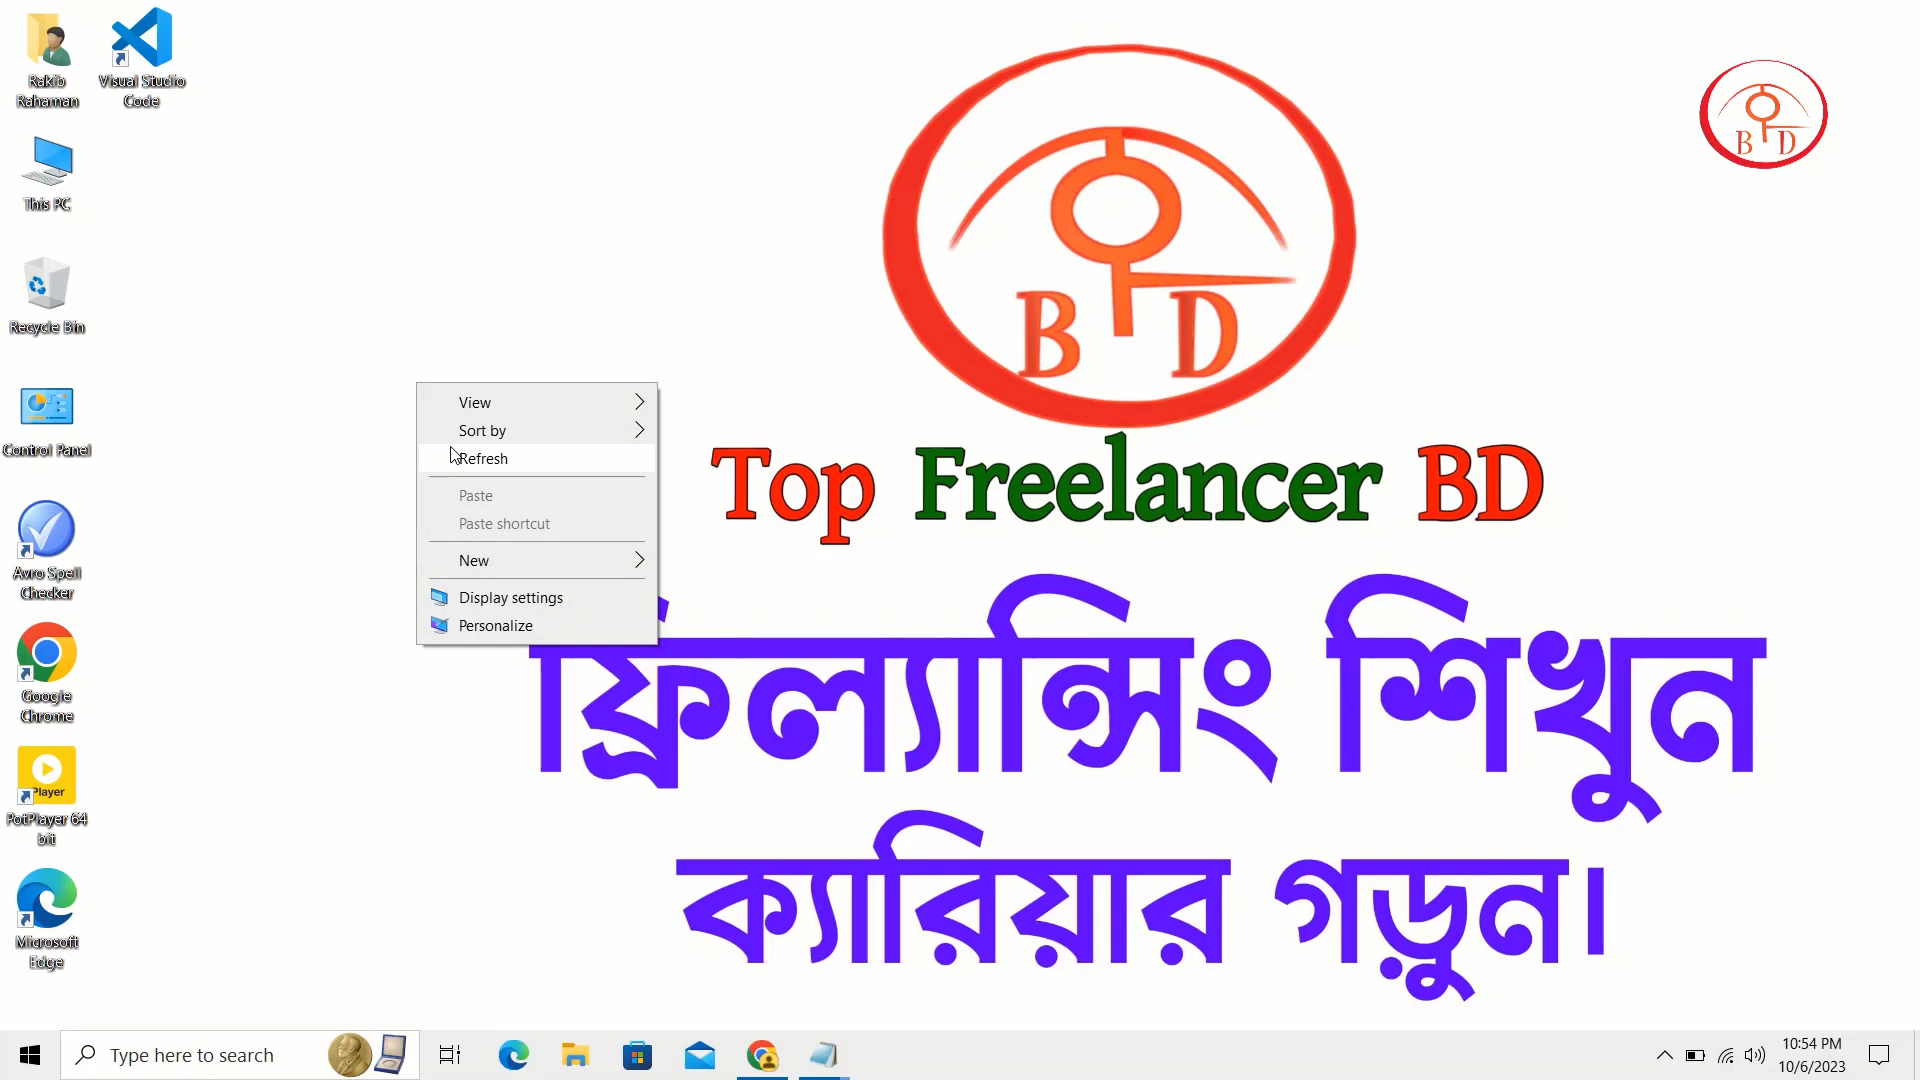 Rakib
Rahaman
Visual Studio
Code
This PC
Recycle Bin
Control Panel
Avro Spell
Checker
Google
Chrome
Player
PotPlayer 64
bit
Microsoft
Edge
View
Sort by
Refresh
Paste
Paste shortcut
New
Display settings
Personalize
B D
B D
Top Freelancer BD
ফ্রিল্যান্সিং শিখুন
ক্যারিয়ার গড়ুন।
Type here to search
10:54 PM
10/6/2023